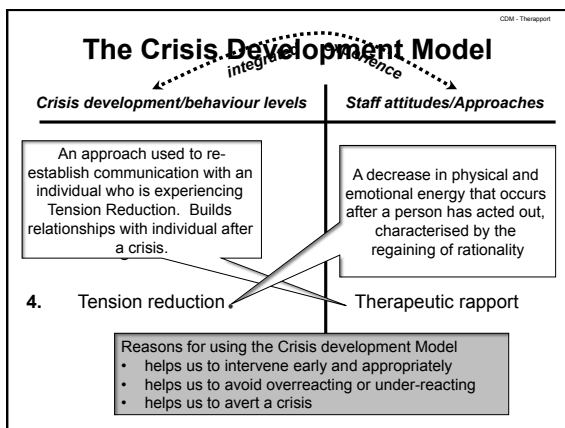 CDM - Therapport
The Crisis Development Model
integrated experience
Crisis development/behaviour levels
Staff attitudes/Approaches
An approach used to re-
establish communication with an
individual who is experiencing
Tension Reduction. Builds
relationships with individual after
a crisis.
A decrease in physical and
emotional energy that occurs
after a person has acted out,
characterised by the
regaining of rationality
4. Tension reduction
Therapeutic rapport
Reasons for using the Crisis development Model
• helps us to intervene early and appropriately
• helps us to avoid overreacting or under-reacting
• helps us to avert a crisis